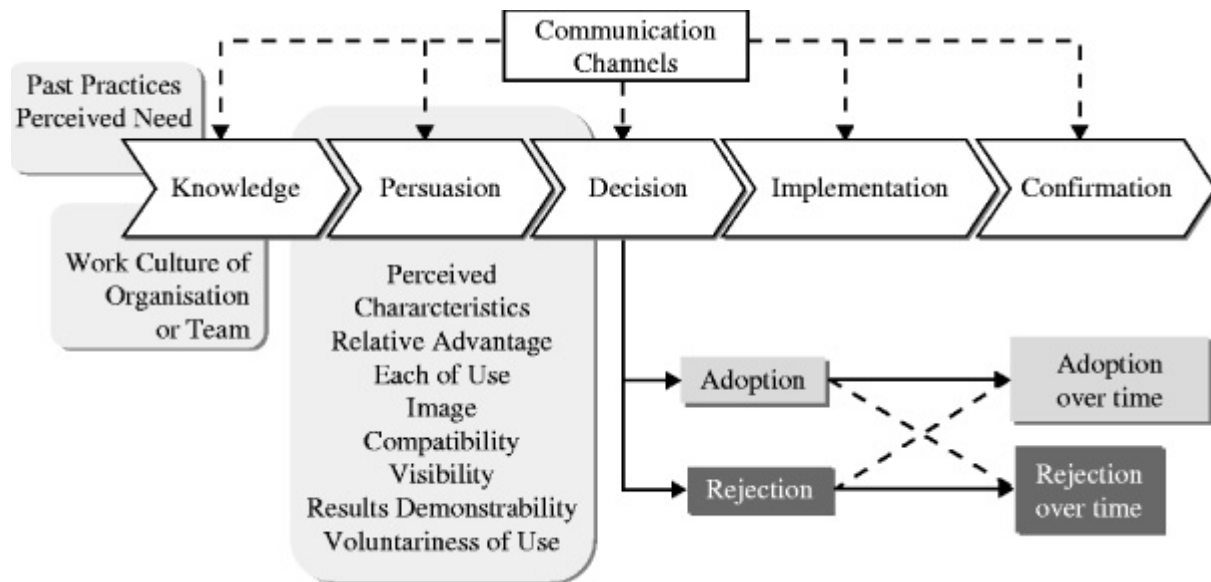 Communication
Channels
Past Practices
Perceived Need
Knowledge
Persuasion
Decision
Implementation
Confirmation
Work Culture of
Organisation
or Team
Perceived
Chararcteristics
Relative Advantage
Each of Use
Image
Compatibility
Visibility
Results Demonstrability
Voluntariness of Use
Adoption
Adoption
over time
Rejection
Rejection
over time